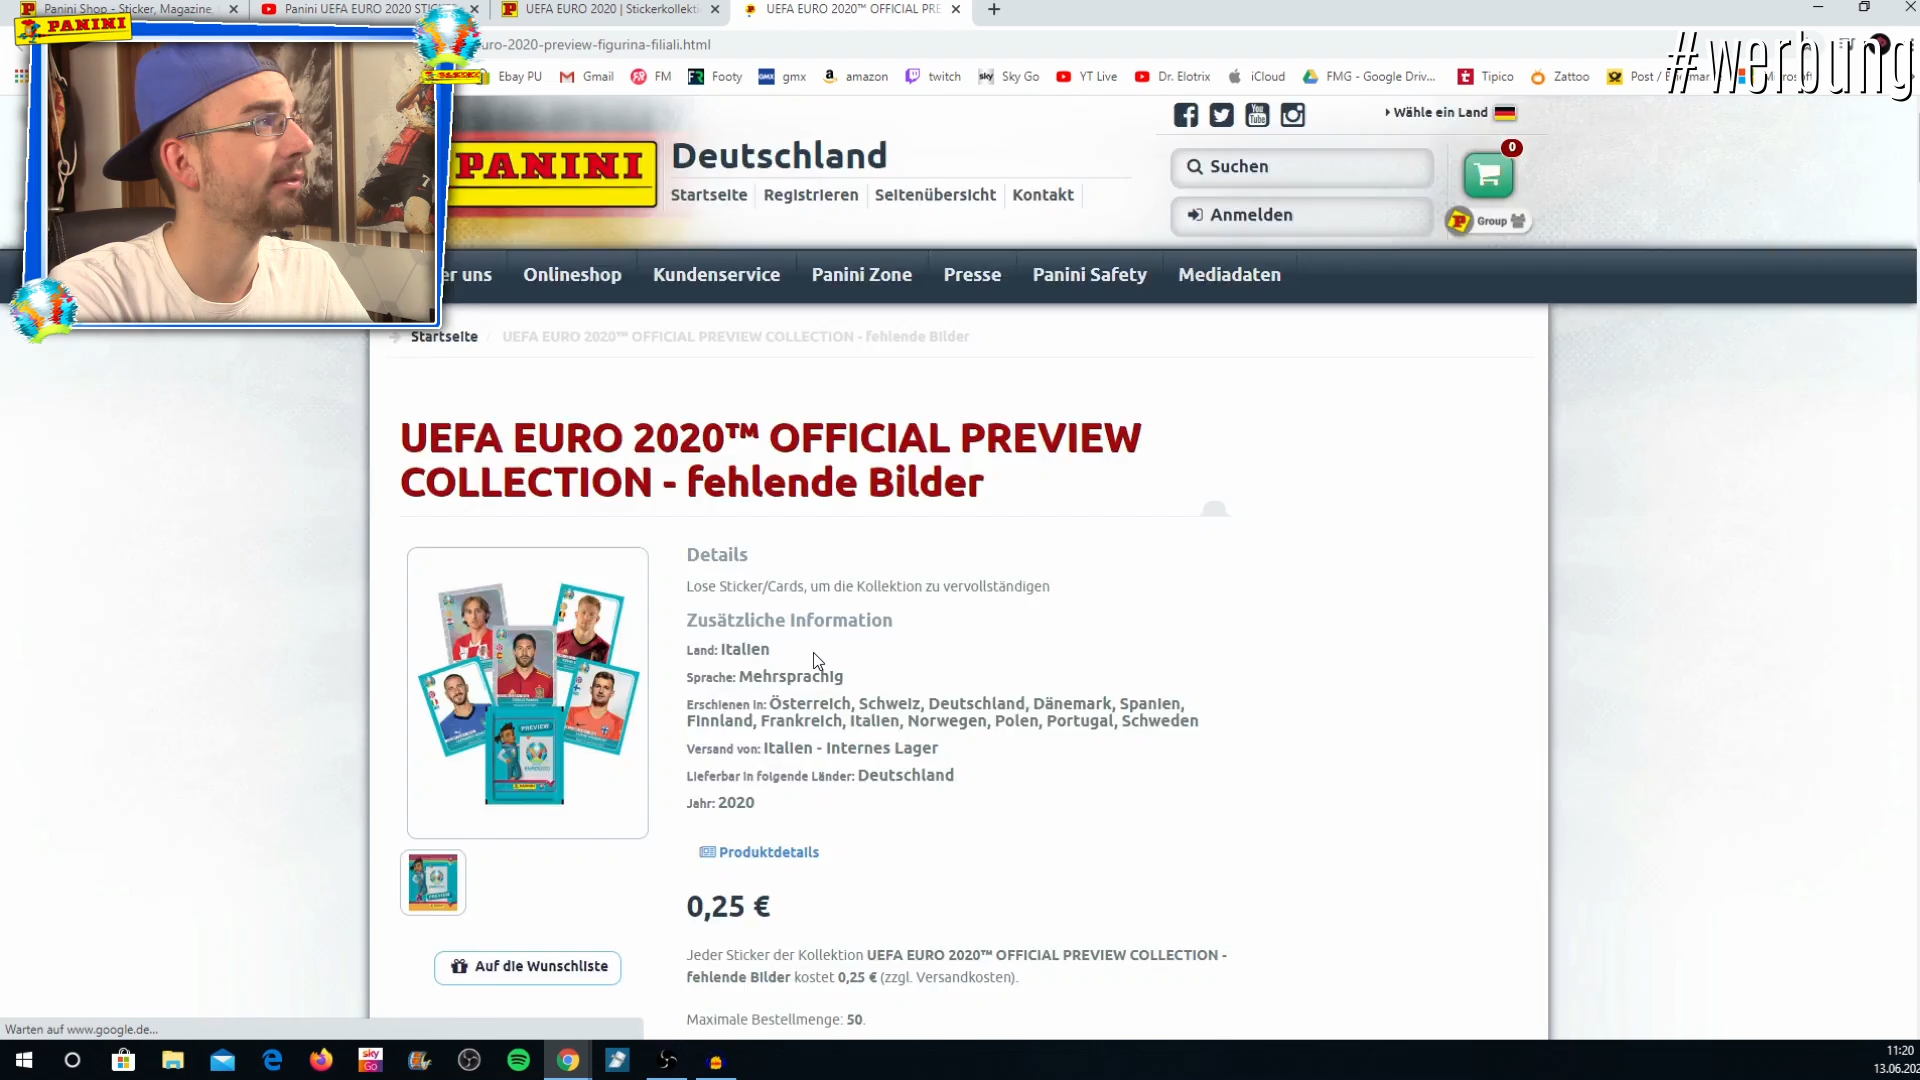 Panini Shop - Sticker, Magazine,
Panini UEFA EURO 2020
UEFA EURO 2020 | Stickerkollekti
UEFA EURO 2020™ OFFICIAL PRE
PANINI
uro-2020-preview-figurina-filiali.html
#werbung
Ebay PU
Gmail
FM
Footy
gmx
amazon
twitch
Sky Go
YT Live
Dr. Elotrix
iCloud
FMG - Google Driv...
Tipico
Zattoo
PANINI
Deutschland
Startseite
Registrieren
Seitenübersicht
Kontakt
Wähle ein Land
Suchen
0
Anmelden
Group
er uns
Onlineshop
Kundenservice
Panini Zone
Presse
Panini Safety
Mediadaten
Startseite / UEFA EURO 2020™ OFFICIAL PREVIEW COLLECTION - fehlende Bilder
UEFA EURO 2020™ OFFICIAL PREVIEW
COLLECTION - fehlende Bilder
PREVIEW
Details
Lose Sticker/Cards, um die Kollektion zu vervollständigen
Zusätzliche Information
Land: Italien
Sprache: Mehrsprachig
Erschienen in: Österreich, Schweiz, Deutschland, Dänemark, Spanien,
Finnland, Frankreich, Italien, Norwegen, Polen, Portugal, Schweden
Versand von: Italien - Internes Lager
Lieferbar in folgende Länder: Deutschland
Jahr: 2020
Produktdetails
0,25 €
Auf die Wunschliste
Jeder Sticker der Kollektion UEFA EURO 2020™ OFFICIAL PREVIEW COLLECTION -
fehlende Bilder kostet 0,25 € (zzgl. Versandkosten).
Maximale Bestellmenge: 50.
Warten auf www.google.de...
sky
Go
11:20
13.06.202